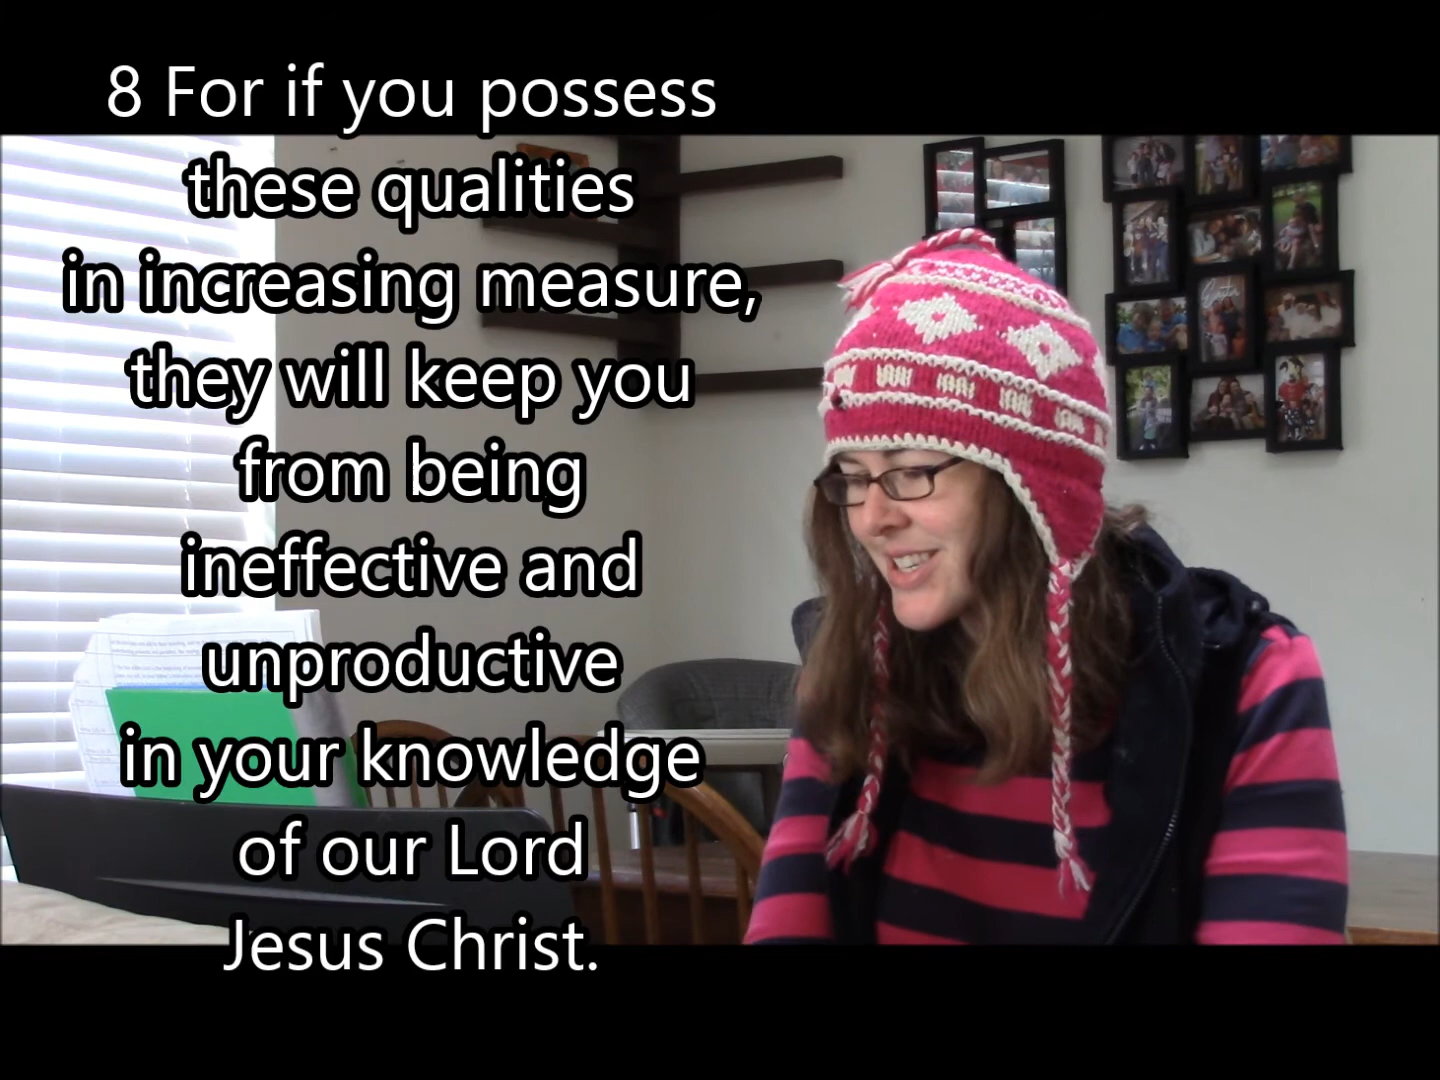 8 For if you possess
these qualities
in increasing measure,
they will keep you
from being
ineffective and
unproductive
in your knowledge
of our Lord
Jesus Christ.